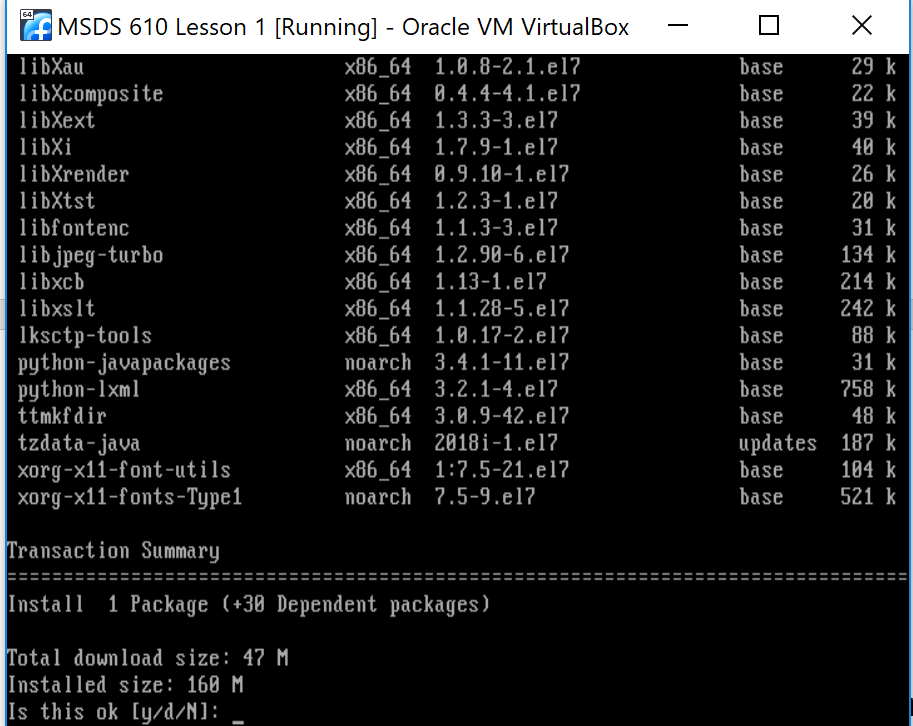 64
MSDS 610 Lesson 1 [Running] - Oracle VM VirtualBox
libXau x86_64 1.0.8-2.1.el7 base 29 k
libXcomposite x86_64 0.4.4-4.1.el7 base 22 k
libXext x86_64 1.3.3-3.el7 base 39 k
libXi x86_64 1.7.9-1.el7 base 40 k
libXrender x86_64 0.9.10-1.el7 base 26 k
libXtst x86_64 1.2.3-1.el7 base 20 k
libfontenc x86_64 1.1.3-3.el7 base 31 k
libjpeg-turbo x86_64 1.2.90-6.el7 base 134 k
libxcb x86_64 1.13-1.el7 base 214 k
libxslt x86_64 1.1.28-5.el7 base 242 k
lksctp-tools x86_64 1.0.17-2.el7 base 88 k
python-javapackages noarch 3.4.1-11.el7 base 31 k
python-lxml x86_64 3.2.1-4.el7 base 758 k
ttmkfdir x86_64 3.0.9-42.el7 base 48 k
tzdata-java noarch 2018i-1.el7 updates 187 k
xorg-x11-font-utils x86_64 1:7.5-21.el7 base 104 k
xorg-x11-fonts-Type1 noarch 7.5-9.el7 base 521 k
Transaction Summary
================================================================================
Install 1 Package (+30 Dependent packages)
Total download size: 47 M
Installed size: 160 M
Is this ok [y/d/N]: _